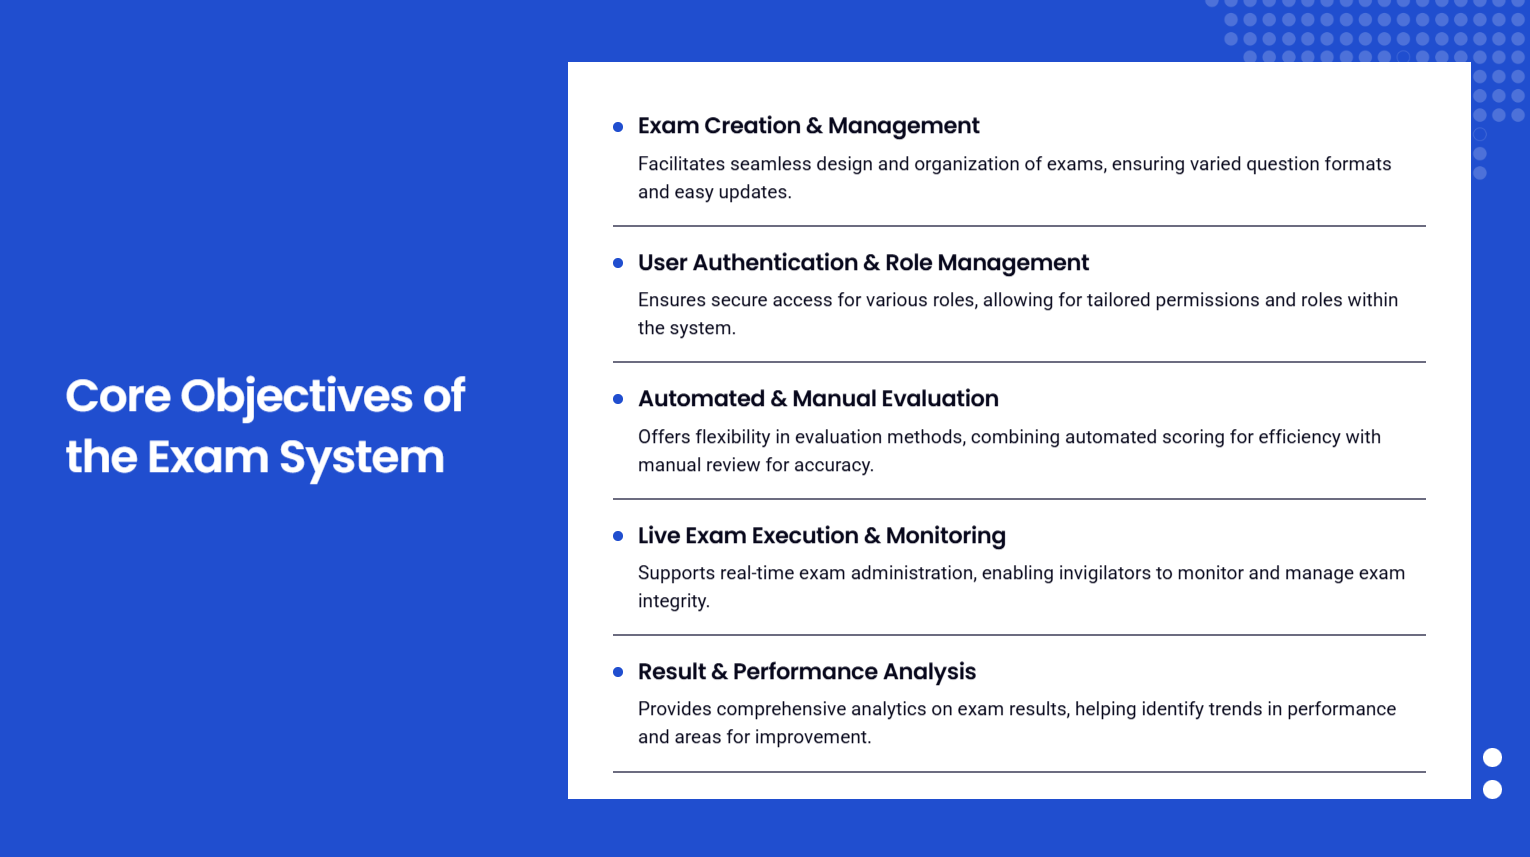 Core Objectives of
the Exam System
Exam Creation & Management
Facilitates seamless design and organization of exams, ensuring varied question formats
and easy updates.
User Authentication & Role Management
Ensures secure access for various roles, allowing for tailored permissions and roles within
the system.
Automated & Manual Evaluation
Offers flexibility in evaluation methods, combining automated scoring for efficiency with
manual review for accuracy.
Live Exam Execution & Monitoring
Supports real-time exam administration, enabling invigilators to monitor and manage exam
integrity.
Result & Performance Analysis
Provides comprehensive analytics on exam results, helping identify trends in performance
and areas for improvement.